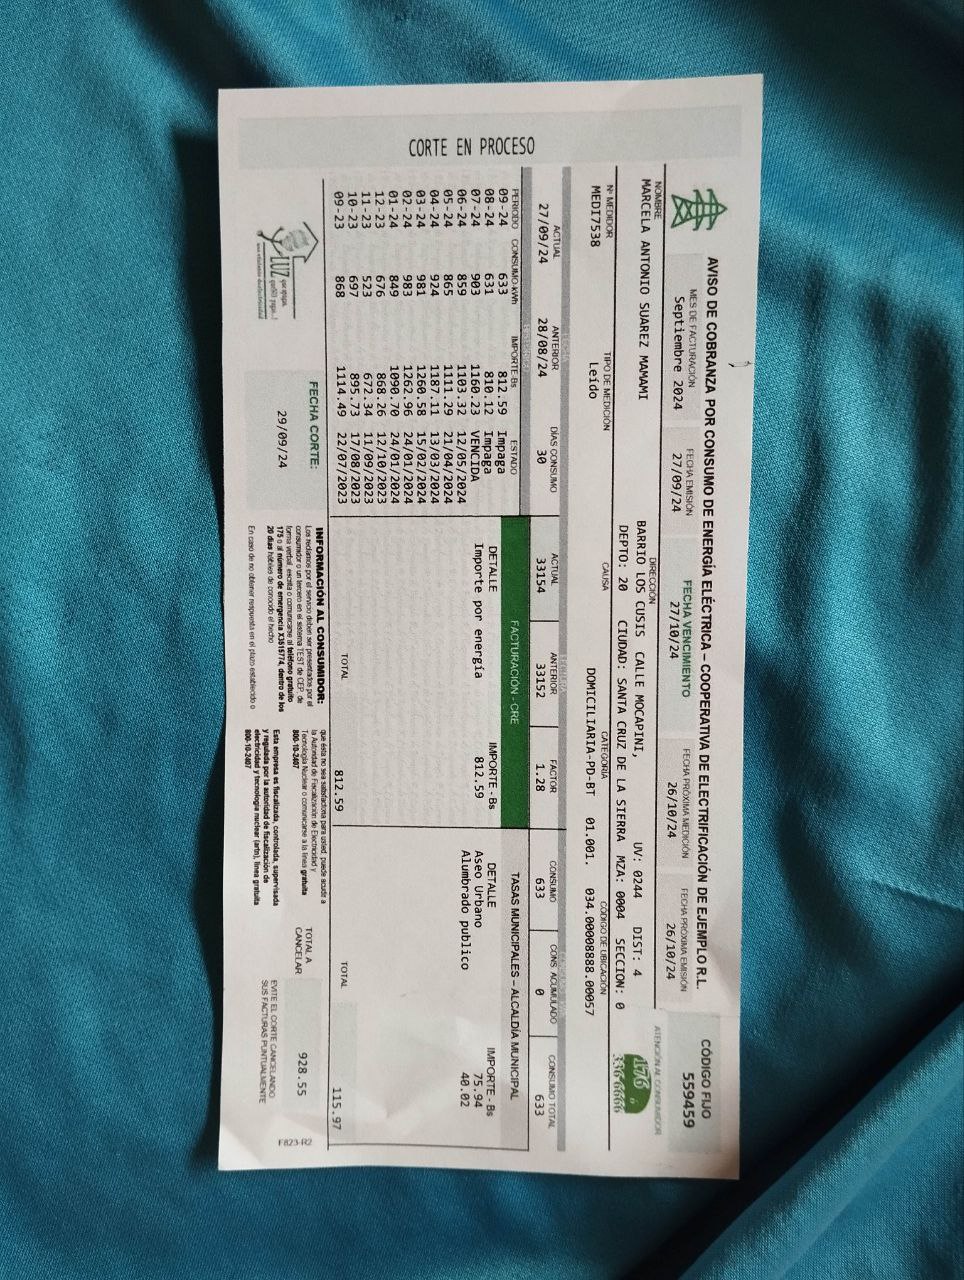 AVISO DE COBRANZA POR CONSUMO DE ENERGÍA ELÉCTRICA – COOPERATIVA DE ELECTRIFICACIÓN DE EJEMPLO R.L.
CÓDIGO FIJO
559459
MES DE FACTURACIÓN
Septiembre 2024
FECHA EMISIÓN
27/09/24
FECHA VENCIMIENTO
27/10/24
FECHA PRÓXIMA MEDICIÓN
26/10/24
FECHA PRÓXIMA EMISIÓN
26/10/24
NOMBRE
MARCELA ANTONIO SUAREZ MAMAMI
DIRECCIÓN
BARRIO LOS CUSIS CALLE MOCAPINI, UV: 0244 DIST: 4
DEPTO: 20 CIUDAD: SANTA CRUZ DE LA SIERRA MZA: 0004 SECCION: 0
ATENCIÓN AL CONSUMIDOR
176 ó
336 6666
Nº MEDIDOR
MEDI7538
TIPO DE MEDICIÓN
Leído
CAUSA
CATEGORÍA
DOMICILIARIA-PD-BT
CÓDIGO DE UBICACIÓN
01.001. 034.00008888.00057
FECHA
ACTUAL ANTERIOR DÍAS CONSUMO
27/09/24 28/08/24 30
ACTUAL ANTERIOR FACTOR
33154 33152 1.28
CONSUMO CONS. ACUMULADO CONSUMO TOTAL
633 0 633
CORTE EN PROCESO
PERIODO CONSUMO-kWh IMPORTE-Bs ESTADO
09-24 633 812.59 Impaga
08-24 631 810.12 Impaga
07-24 903 1160.23 VENCIDA
06-24 859 1103.32 12/05/2024
05-24 865 1111.29 21/04/2024
04-24 924 1187.11 13/03/2024
03-24 981 1260.58 15/02/2024
02-24 983 1262.96 24/01/2024
01-24 849 1090.70 24/01/2024
12-23 676 868.26 12/10/2023
11-23 523 672.34 11/09/2023
10-23 697 895.73 17/08/2023
09-23 868 1114.49 22/07/2023
FACTURACIÓN - CRE
DETALLE IMPORTE - Bs
Importe por energía 812.59
TOTAL 812.59
TASAS MUNICIPALES – ALCALDÍA MUNICIPAL
DETALLE IMPORTE - Bs
Aseo Urbano 75.94
Alumbrado publico 40.02
TOTAL 115.97
LUZ
FECHA CORTE:
29/09/24
INFORMACIÓN AL CONSUMIDOR:
Los reclamos por el servicio deben ser presentados por el
consumidor o un tercero en el sistema TEST de CEP, de
forma verbal, escrita o comunicarse al teléfono gratuito
175 o al número de emergencia X3615774, dentro de los
20 días hábiles de conocido el hecho
En caso de no obtener respuesta en el plazo establecido o
que ésta no sea satisfactoria para usted, puede acudir a
la Autoridad de Fiscalización de Electricidad y
Tecnología Nuclear o comunicarse a la línea gratuita
800-10-2407
Esta empresa es fiscalizada, controlada, supervisada
y regulada por la autoridad de fiscalización de
electricidad y tecnología nuclear (aetn), línea gratuita
800-10-2407
TOTAL A
CANCELAR
928.55
EVITE EL CORTE CANCELANDO
SUS FACTURAS PUNTUALMENTE
F823-R2